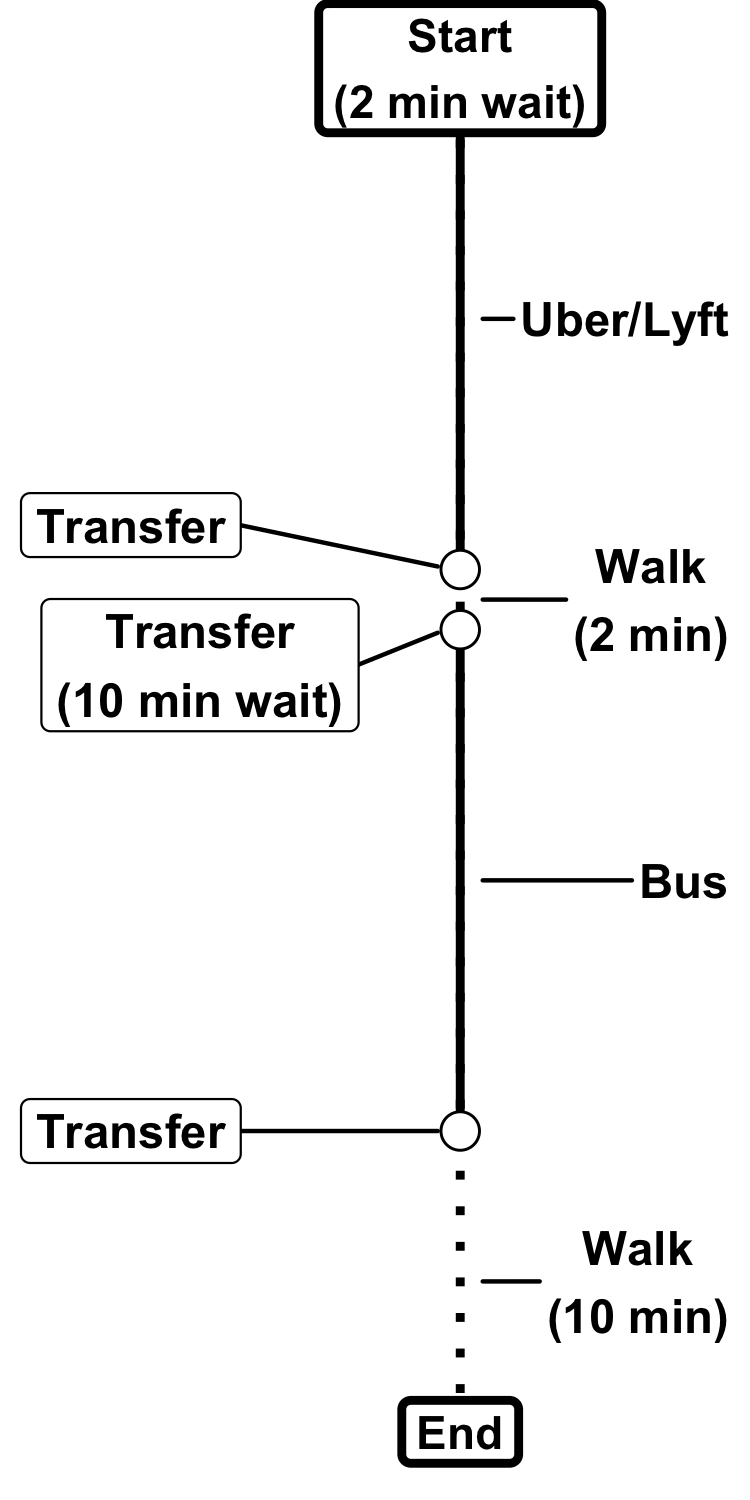 Start
(2 min wait)
Uber/Lyft
Transfer
Walk
(2 min)
Transfer
(10 min wait)
Bus
Transfer
Walk
(10 min)
End